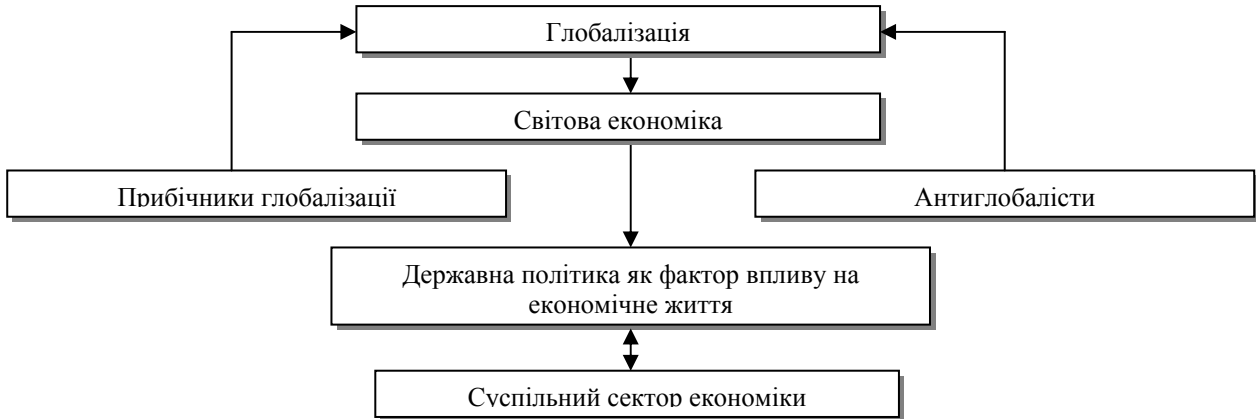 Глобалізація
Світова економіка
Прибічники глобалізації
Антиглобалісти
Державна політика як фактор впливу на
економічне життя
Суспільний сектор економіки